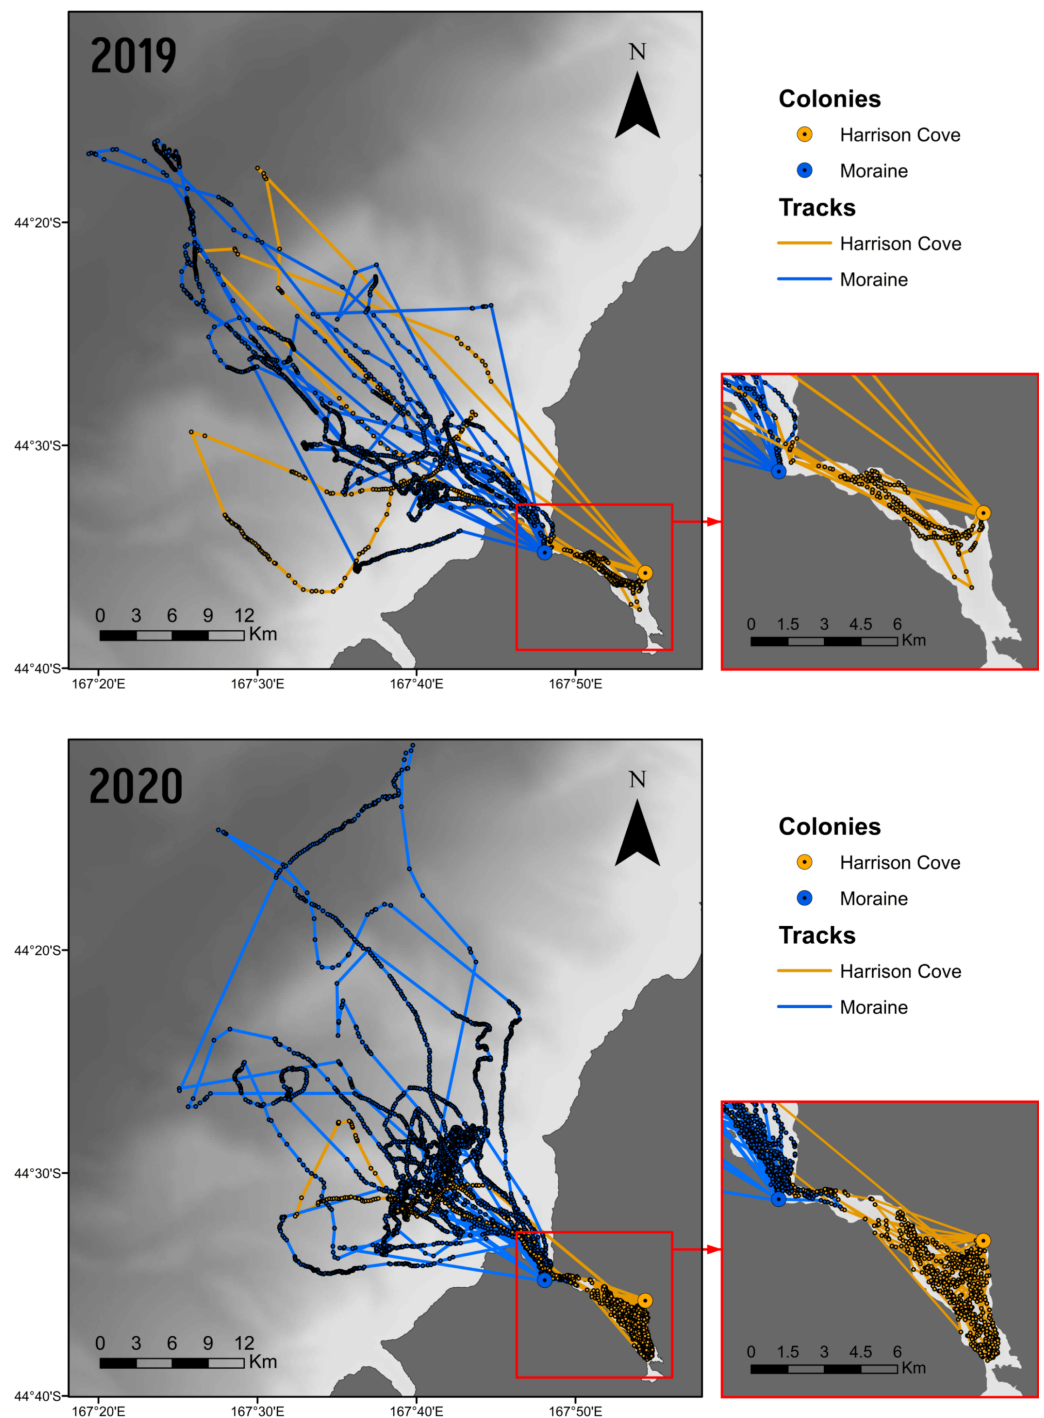 2019
N
Colonies
Harrison Cove
Moraine
Tracks
Harrison Cove
Moraine
44°20'S
44°30'S
44°40'S
0 3 6 9 12
Km
167°20'E 167°30'E 167°40'E 167°50'E
0 1.5 3 4.5 6
Km
2020
N
Colonies
Harrison Cove
Moraine
Tracks
Harrison Cove
Moraine
44°20'S
44°30'S
44°40'S
0 3 6 9 12
Km
167°20'E 167°30'E 167°40'E 167°50'E
0 1.5 3 4.5 6
Km